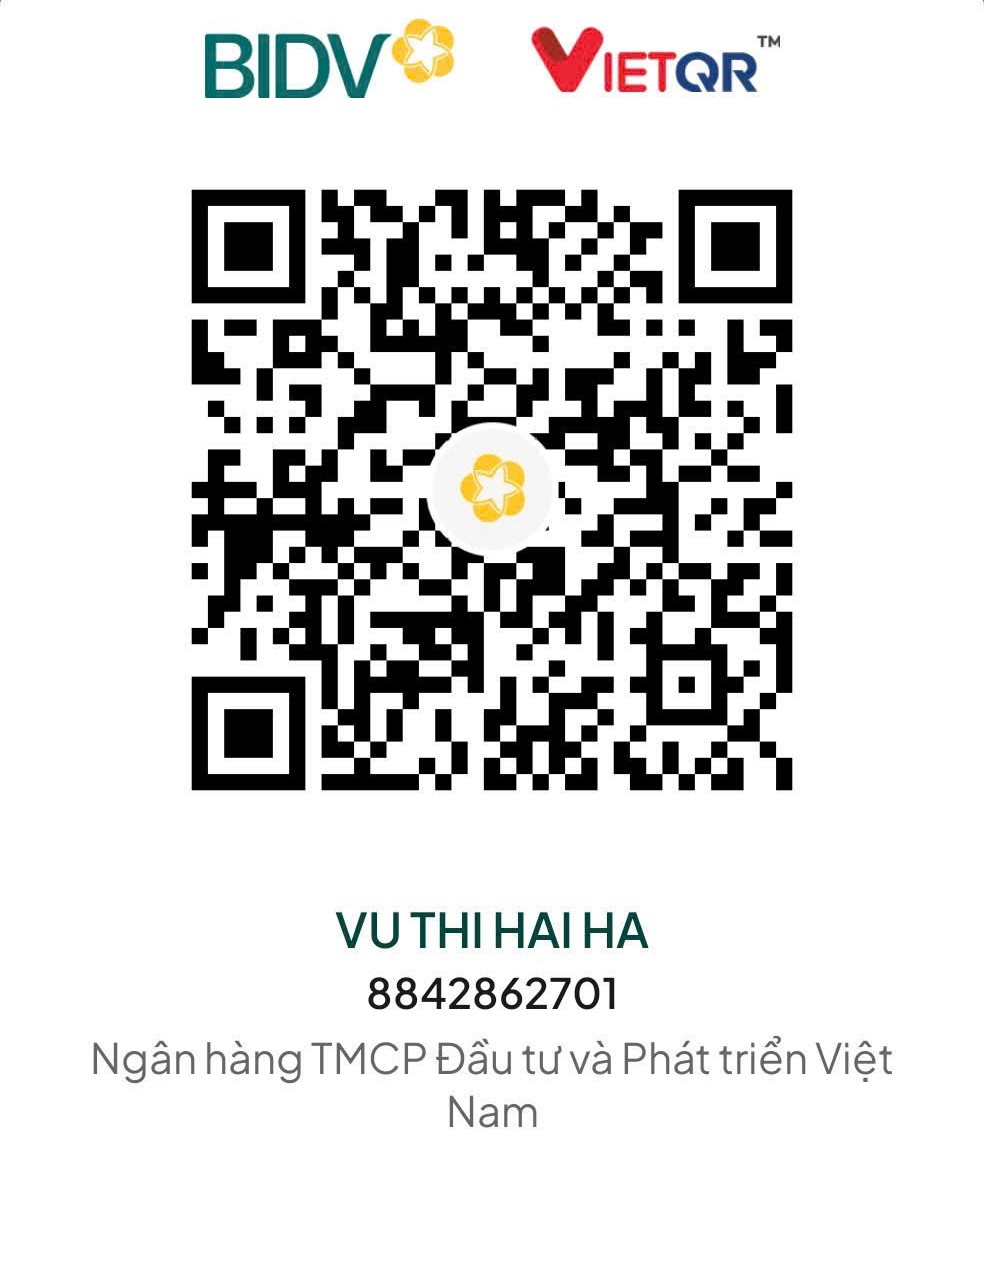 BIDV VIETQR™
VU THI HAI HA
8842862701
Ngân hàng TMCP Đầu tư và Phát triển Việt
Nam